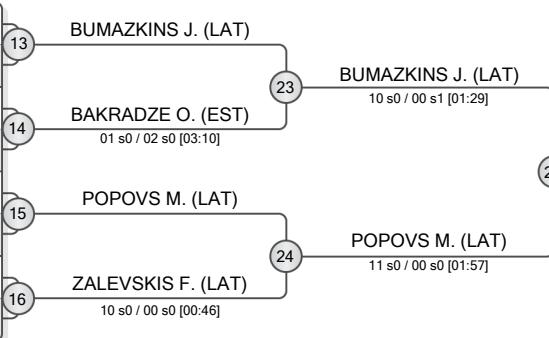 13
BUMAZKINS J. (LAT)
23
BUMAZKINS J. (LAT)
10 s0 / 00 s1 [01:29]
14
BAKRADZE O. (EST)
01 s0 / 02 s0 [03:10]
15
POPOVS M. (LAT)
24
POPOVS M. (LAT)
11 s0 / 00 s0 [01:57]
16
ZALEVSKIS F. (LAT)
10 s0 / 00 s0 [00:46]